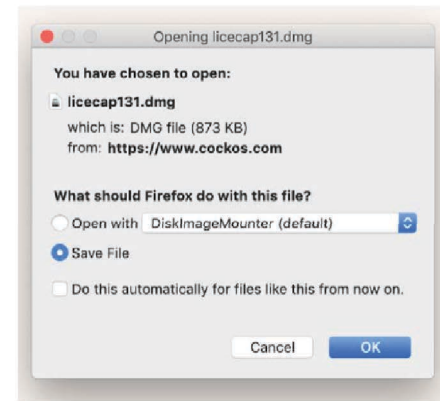 Opening licecap131.dmg
You have chosen to open:
licecap131.dmg
which is: DMG file (873 KB)
from: https://www.cockos.com
What should Firefox do with this file?
Open with DiskImageMounter (default)
Save File
Do this automatically for files like this from now on.
Cancel OK